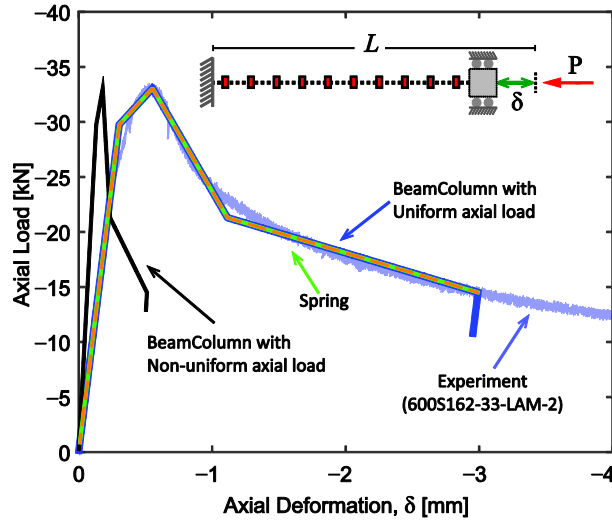 −40
−35
−30
−25
−20
−15
−10
−5
0
Axial Load [kN]
L
P
δ
BeamColumn with
Uniform axial load
Spring
BeamColumn with
Non-uniform axial load
Experiment
(600S162-33-LAM-2)
0
−1
−2
−3
−4
Axial Deformation, δ [mm]